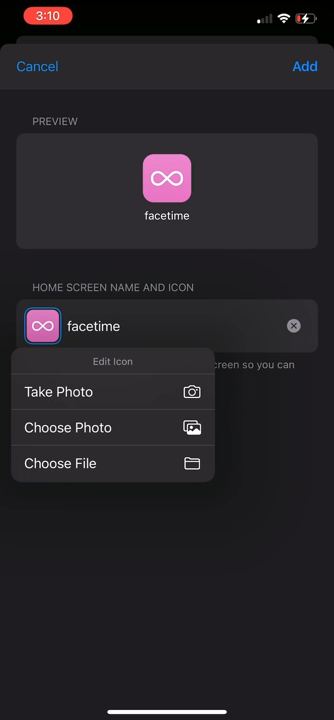 3:10
Cancel
Add
PREVIEW
facetime
HOME SCREEN NAME AND ICON
facetime
creen so you can
Edit Icon
Take Photo
Choose Photo
Choose File